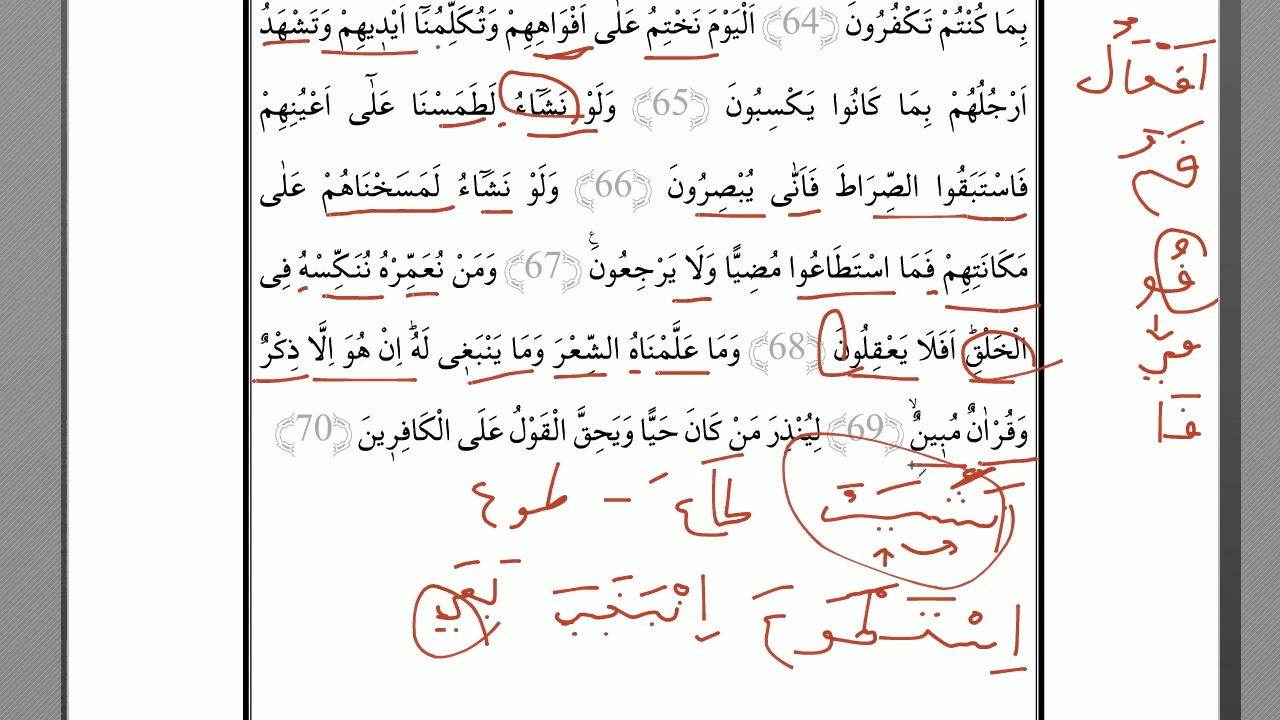 بِمَا كُنْتُمْ تَكْفُرُونَ ﴿64﴾ اَلْيَوْمَ نَخْتِمُ عَلٰٓى اَفْوَاهِهِمْ وَتُكَلِّمُنَٓا اَيْدٖيهِمْ وَتَشْهَدُ
اَرْجُلُهُمْ بِمَا كَانُوا يَكْسِبُونَ ﴿65﴾ وَلَوْ نَشَٓاءُ لَطَمَسْنَا عَلٰٓى اَعْيُنِهِمْ
فَاسْتَبَقُوا الصِّرَاطَ فَاَنّٰى يُبْصِرُونَ ﴿66﴾ وَلَوْ نَشَٓاءُ لَمَسَخْنَاهُمْ عَلٰى
مَكَانَتِهِمْ فَمَا اسْتَطَاعُوا مُضِيًّا وَلَا يَرْجِعُونَ ﴿67﴾ وَمَنْ نُعَمِّرْهُ نُنَكِّسْهُ فِى
الْخَلْقِ اَفَلَا يَعْقِلُونَ ﴿68﴾ وَمَا عَلَّمْنَاهُ الشِّعْرَ وَمَا يَنْبَغٖى لَهُ اِنْ هُوَ اِلَّا ذِكْرٌ
وَقُرْاٰنٌ مُبٖينٌ ﴿69﴾ لِيُنْذِرَ مَنْ كَانَ حَيًّا وَيَحِقَّ الْقَوْلُ عَلَى الْكَافِرٖينَ ﴿70﴾
طَاعَ - طوع
اِسْتَطْوَعَ اِنْبَغَيَ بَغَيَ
اَفْعَالٌ
فَا